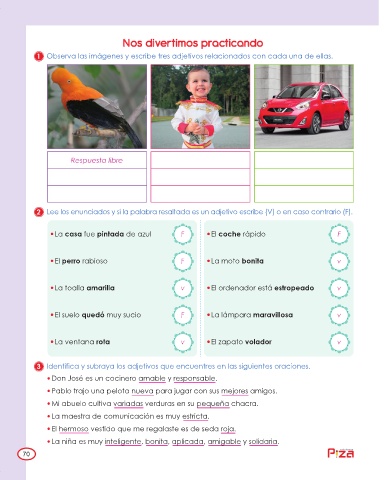 Nos divertimos practicando
1 Observa las imágenes y escribe tres adjetivos relacionados con cada una de ellas.
Respuesta libre
2 Lee los enunciados y si la palabra resaltada es un adjetivo escribe (V) o en caso contrario (F).
• La casa fue pintada de azul F
• El coche rápido F
• El perro rabioso F
• La moto bonita v
• La toalla amarilla v
• El ordenador está estropeado v
• El suelo quedó muy sucio F
• La lámpara maravillosa v
• La ventana rota v
• El zapato volador v
3 Identifica y subraya los adjetivos que encuentres en las siguientes oraciones.
• Don José es un cocinero amable y responsable.
• Pablo trajo una pelota nueva para jugar con sus mejores amigos.
• Mi abuelo cultiva variadas verduras en su pequeña chacra.
• La maestra de comunicación es muy estricta.
• El hermoso vestido que me regalaste es de seda roja.
• La niña es muy inteligente, bonita, aplicada, amigable y solidaria.
70
P:za